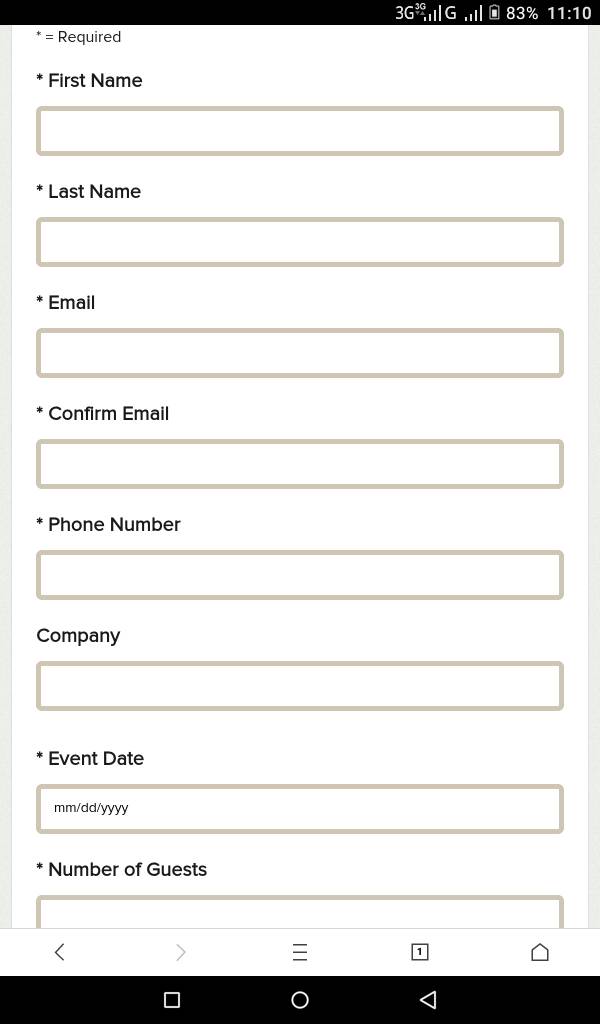 3G 3G G 83% 11:10
* = Required
* First Name
* Last Name
* Email
* Confirm Email
* Phone Number
Company
* Event Date
mm/dd/yyyy
* Number of Guests
1